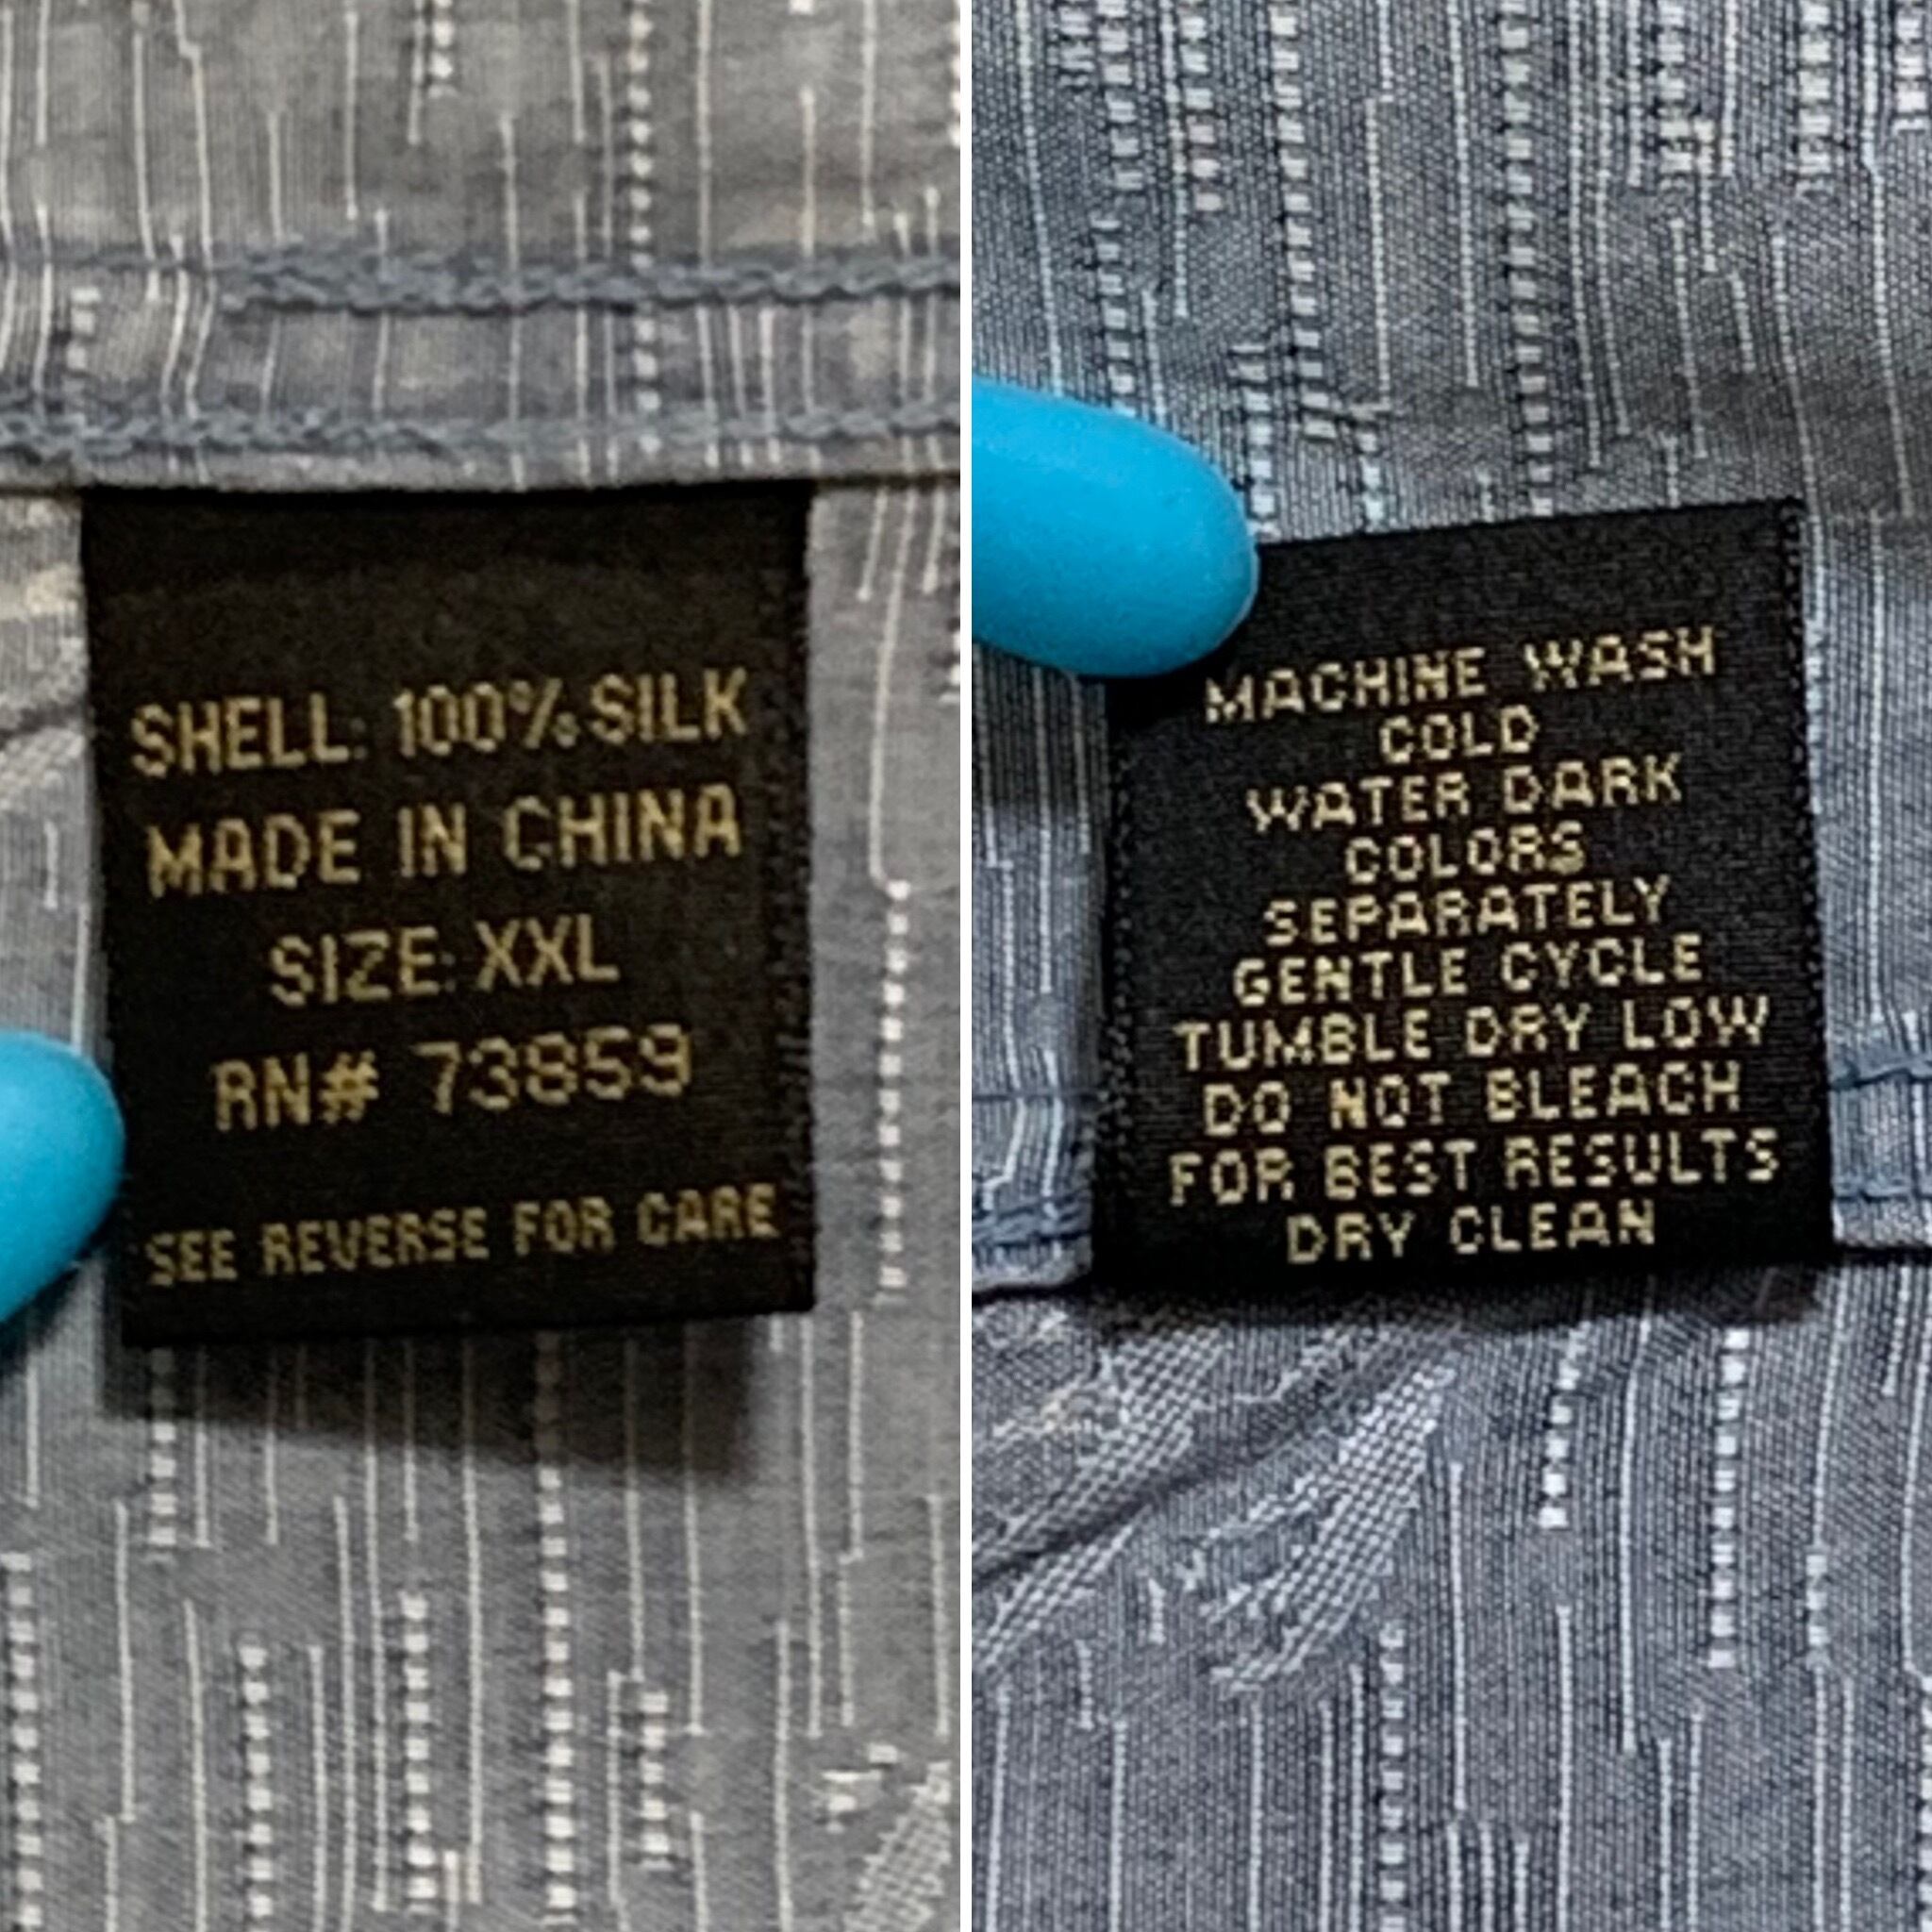 SHELL: 100% SILK
MADE IN CHINA
SIZE: XXL
RN# 73859
SEE REVERSE FOR CARE
MACHINE WASH
COLD
WATER DARK
COLORS
SEPARATELY
GENTLE CYCLE
TUMBLE DRY LOW
DO NOT BLEACH
FOR BEST RESULTS
DRY CLEAN